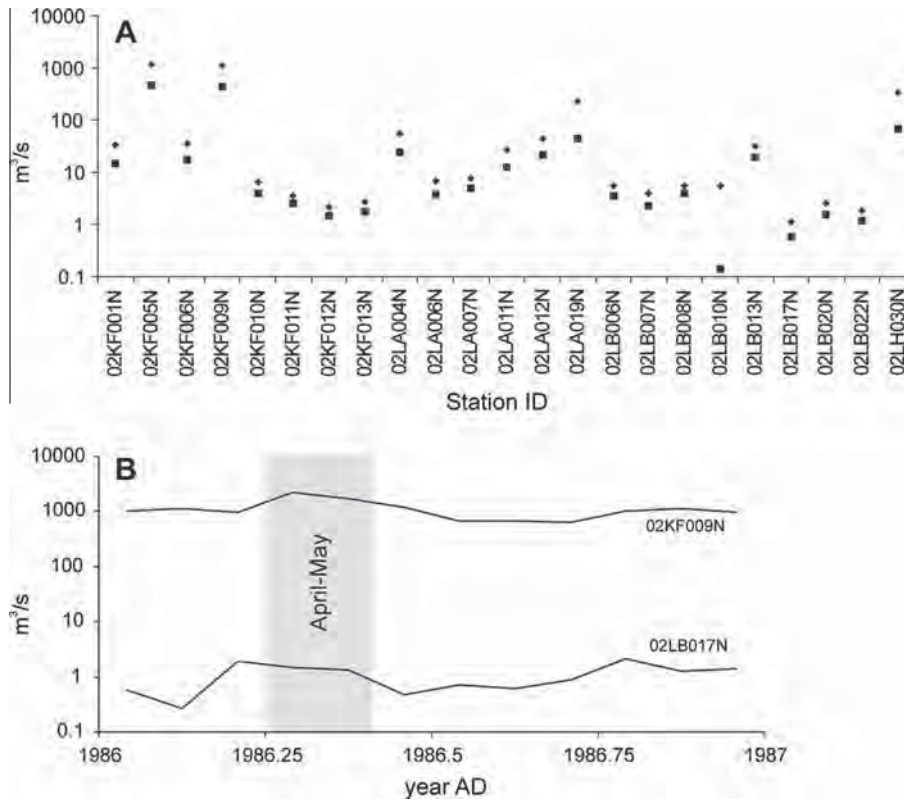 A
10000
1000
100
10
1
0.1
m³/s
02KF001N
02KF005N
02KF006N
02KF009N
02KF010N
02KF011N
02KF012N
02KF013N
02LA004N
02LA006N
02LA007N
02LA011N
02LA012N
02LA019N
02LB006N
02LB007N
02LB008N
02LB010N
02LB013N
02LB017N
02LB020N
02LB022N
02LH030N
Station ID
B
10000
1000
100
10
1
0.1
m³/s
02KF009N
April-May
02LB017N
1986 1986.25 1986.5 1986.75 1987
year AD